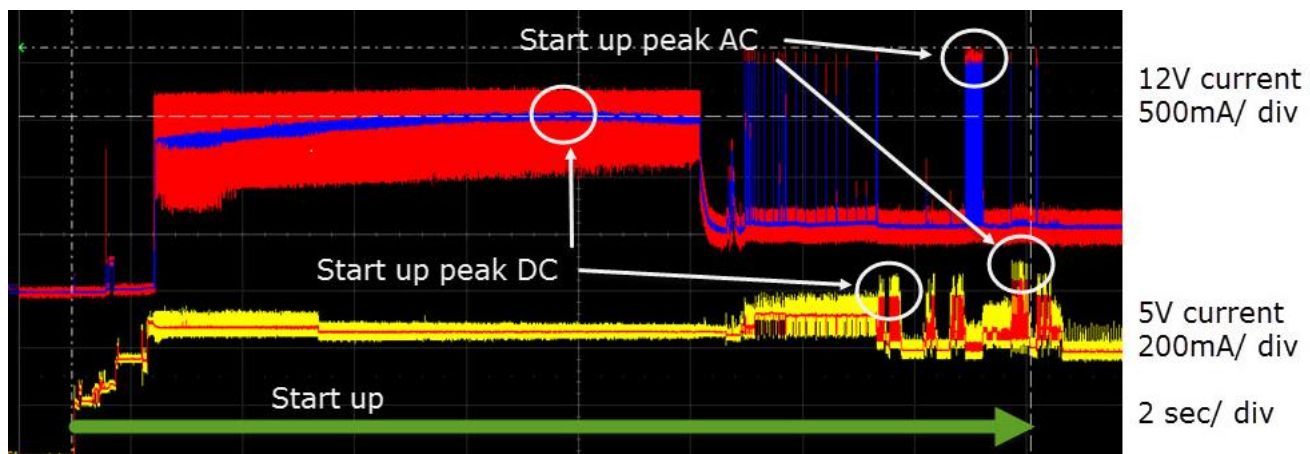 Start up peak AC
12V current
500mA/ div
Start up peak DC
5V current
200mA/ div
Start up
2 sec/ div